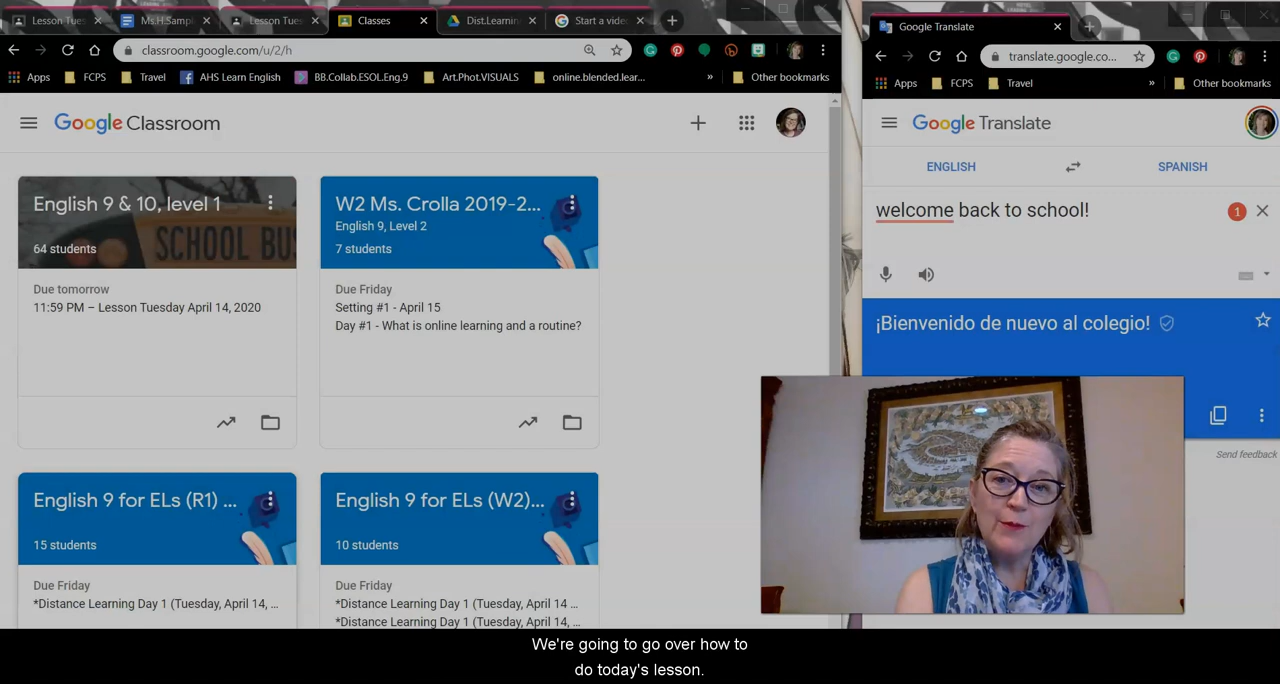 Lesson Tues
Ms.H.Sampl
Lesson Tues
Classes
Dist.Learnin
Start a vide
classroom.google.com/u/2/h
Apps FCPS Travel AHS Learn English BB.Collab.ESOL.Eng.9 Art.Phot.VISUALS online.blended.lear... » Other bookmarks
Google Classroom
English 9 & 10, level 1
64 students
SCHOOL BUS
Due tomorrow
11:59 PM – Lesson Tuesday April 14, 2020
W2 Ms. Crolla 2019-2...
English 9, Level 2
7 students
Due Friday
Setting #1 - April 15
Day #1 - What is online learning and a routine?
English 9 for ELs (R1) ...
15 students
Due Friday
*Distance Learning Day 1 (Tuesday, April 14, ...
English 9 for ELs (W2)...
10 students
Due Friday
*Distance Learning Day 1 (Tuesday, April 14 ...
*Distance Learning Day 1 (Tuesday, April 14, ...
Google Translate
translate.google.co...
Apps FCPS Travel » Other bookmarks
Google Translate
ENGLISH SPANISH
welcome back to school!
1
¡Bienvenido de nuevo al colegio!
Send feedback
We're going to go over how to
do today's lesson.